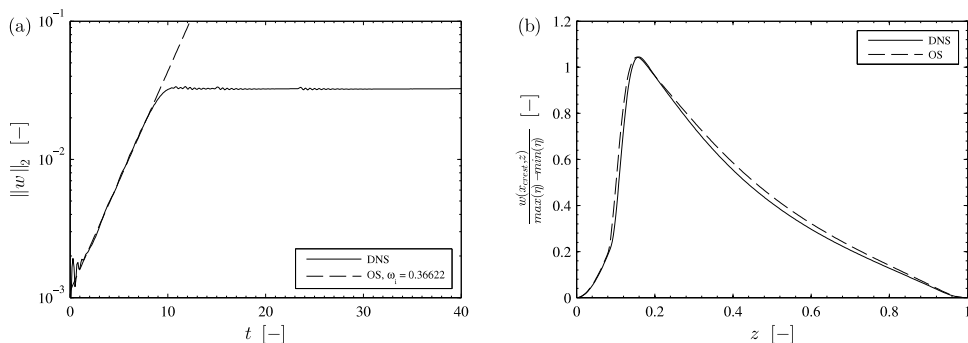 (a)
10⁻¹
10⁻²
10⁻³
||w||₂ [−]
0
10
20
30
40
t [−]
DNS
OS, ωᵢ = 0.36622
(b)
1.2
1
0.8
0.6
0.4
0.2
0
w(x_crest,z)
max(η)−min(η)
[−]
0
0.2
0.4
0.6
0.8
1
z [−]
DNS
OS